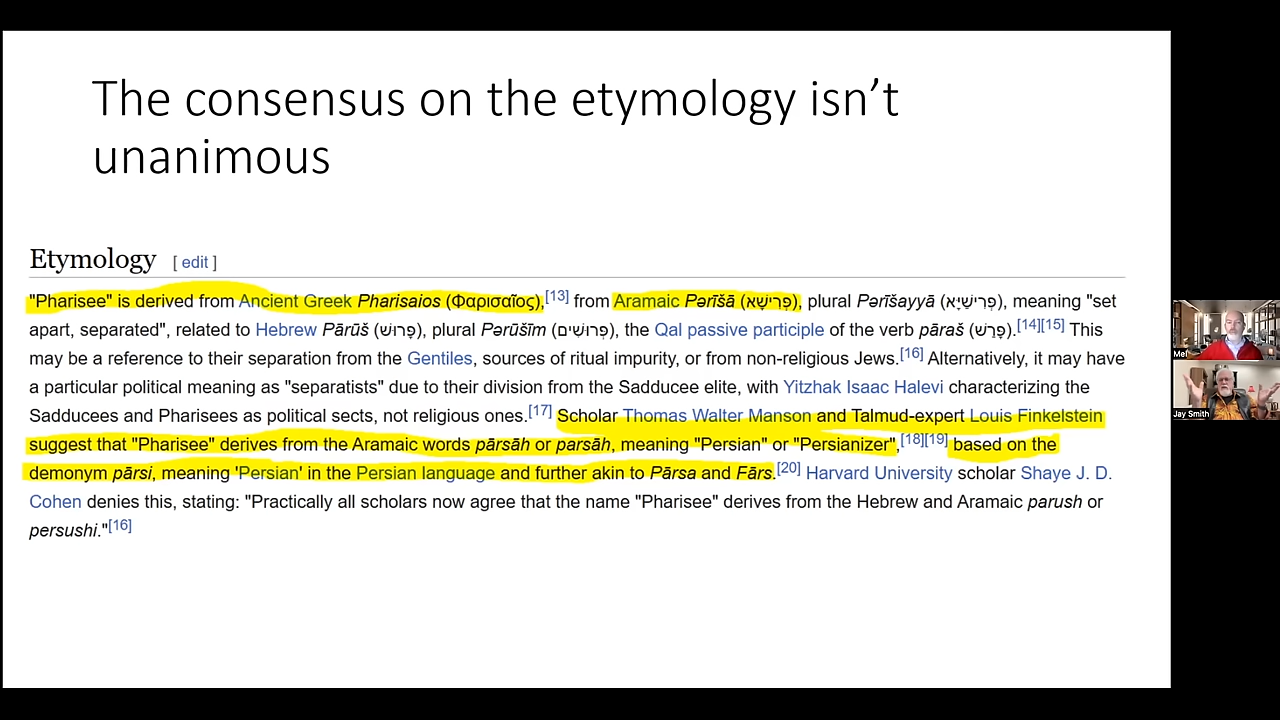 The consensus on the etymology isn’t
unanimous
Etymology [ edit ]
"Pharisee" is derived from Ancient Greek Pharisaios (Φαρισαῖος),[13] from Aramaic Pərīšā (פְּרִישָׁא), plural Pərīšayyā (פְּרִישַׁיָּא), meaning "set
apart, separated", related to Hebrew Pārūš (פָּרוּשׁ), plural Pərūšīm (פְּרוּשִׁים), the Qal passive participle of the verb pāraš (פָּרַשׁ).[14][15] This
may be a reference to their separation from the Gentiles, sources of ritual impurity, or from non-religious Jews.[16] Alternatively, it may have
a particular political meaning as "separatists" due to their division from the Sadducee elite, with Yitzhak Isaac Halevi characterizing the
Sadducees and Pharisees as political sects, not religious ones.[17] Scholar Thomas Walter Manson and Talmud-expert Louis Finkelstein
suggest that "Pharisee" derives from the Aramaic words pārsāh or parsāh, meaning "Persian" or "Persianizer",[18][19] based on the
demonym pārsi, meaning 'Persian' in the Persian language and further akin to Pārsa and Fārs.[20] Harvard University scholar Shaye J. D.
Cohen denies this, stating: "Practically all scholars now agree that the name "Pharisee" derives from the Hebrew and Aramaic parush or
persushi."[16]
Mel
Jay Smith